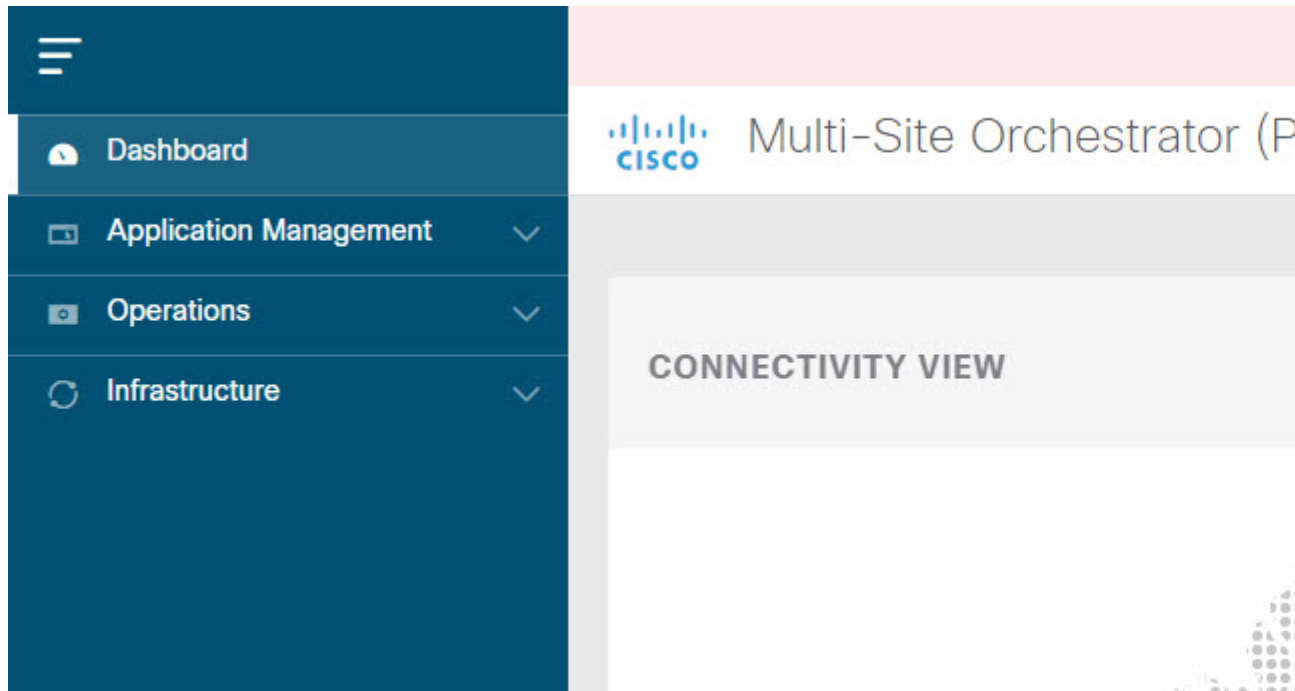 Dashboard
Application Management
Operations
Infrastructure
CISCO
Multi-Site Orchestrator (P
CONNECTIVITY VIEW